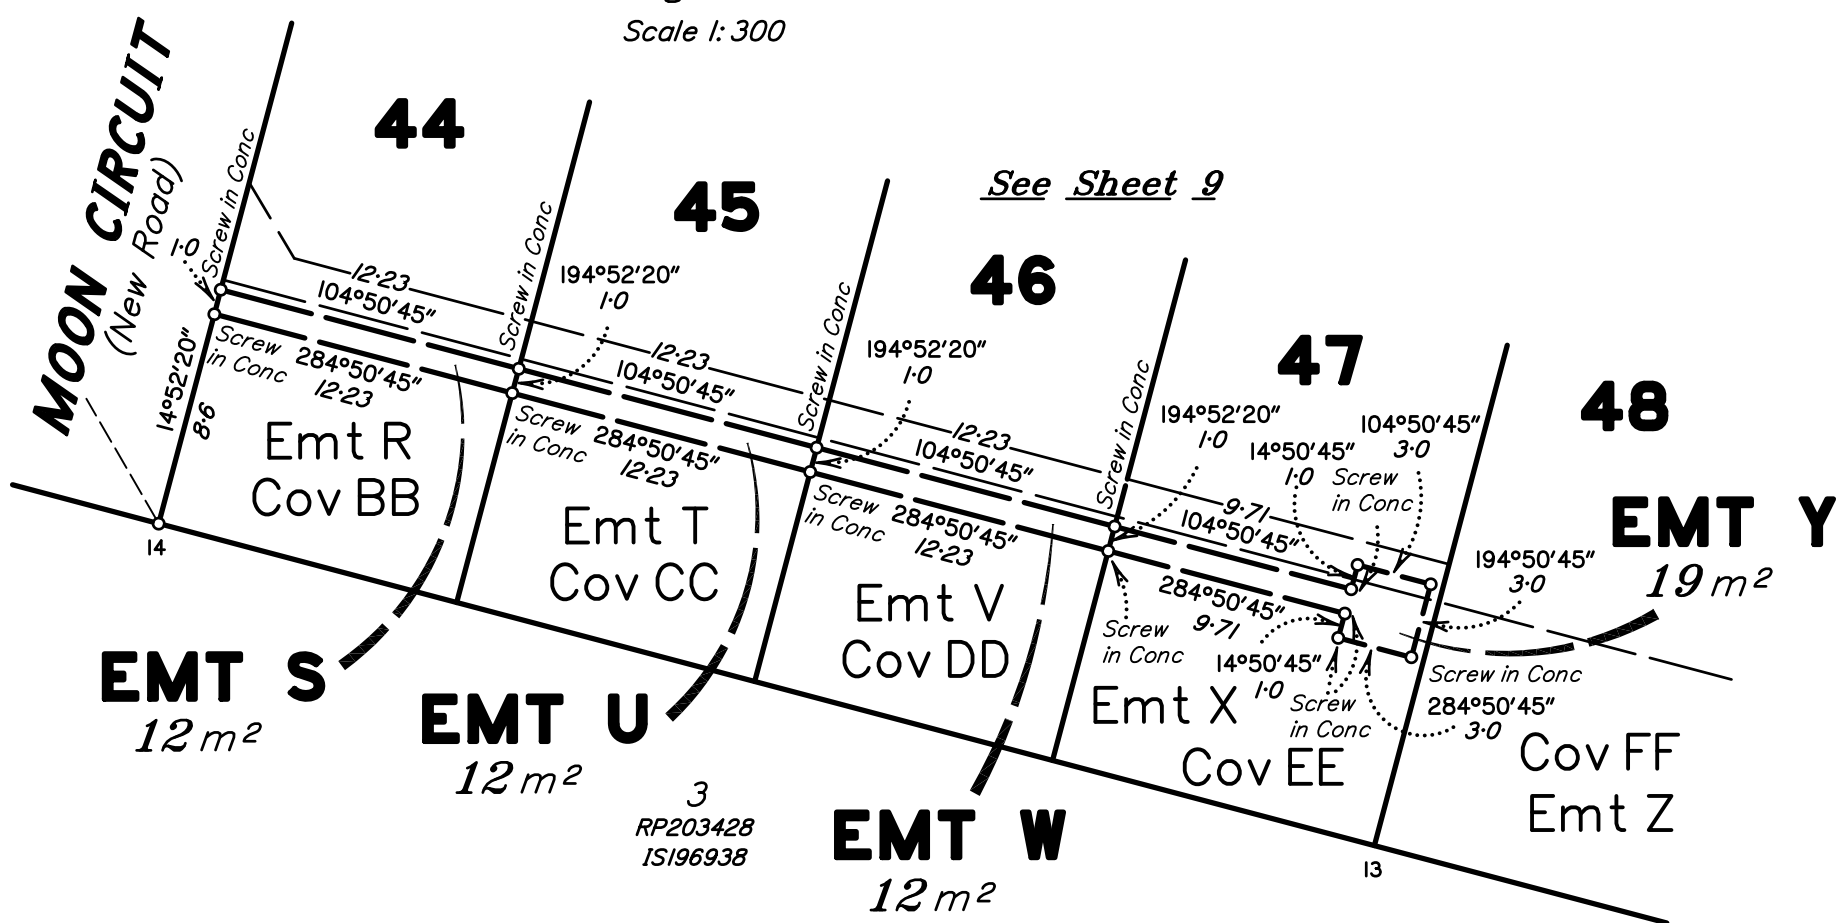 Scale 1:300
MOON CIRCUIT
(New Road)
44
45
46
47
48
See Sheet 9
Screw in Conc
1·0
12·23
104°50'45"
Screw
in Conc
284°50'45"
12·23
14°52'20"
8·6
Emt R
Cov BB
14
Screw in Conc
194°52'20"
1·0
12·23
104°50'45"
Screw
in Conc
284°50'45"
12·23
Emt T
Cov CC
Screw in Conc
194°52'20"
1·0
12·23
104°50'45"
Screw
in Conc
284°50'45"
12·23
Emt V
Cov DD
Screw in Conc
194°52'20"
1·0
14°50'45"
1·0
104°50'45"
3·0
Screw
in Conc
9·71
104°50'45"
284°50'45"
9·71
Screw
in Conc
14°50'45"
1·0
Screw
in Conc
194°50'45"
3·0
Screw in Conc
284°50'45"
3·0
Emt X
Cov EE
Cov FF
Emt Z
EMT Y
19 m²
EMT S
12 m²
EMT U
12 m²
EMT W
12 m²
3
RP203428
IS196938
13